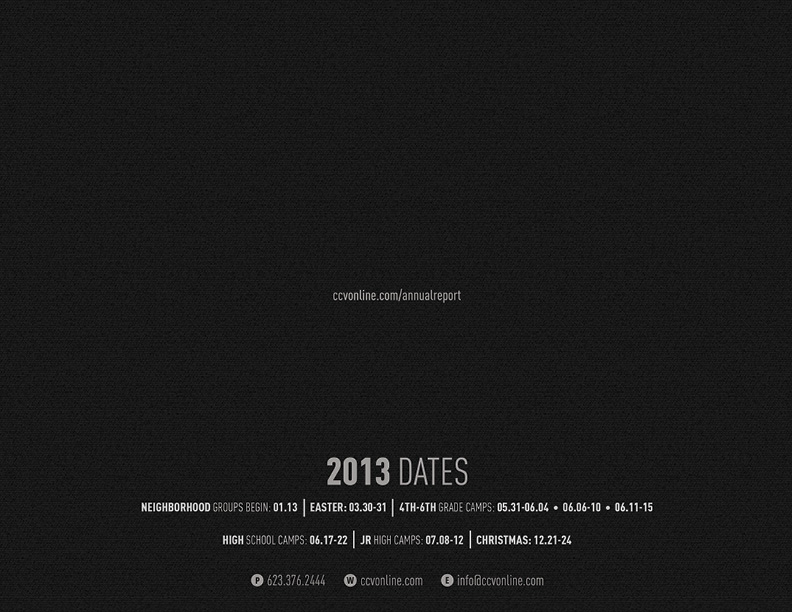 ccvonline.com/annualreport
2013 DATES
NEIGHBORHOOD GROUPS BEGIN: 01.13 | EASTER: 03.30-31 | 4TH-6TH GRADE CAMPS: 05.31-06.04 • 06.06-10 • 06.11-15
HIGH SCHOOL CAMPS: 06.17-22 | JR HIGH CAMPS: 07.08-12 | CHRISTMAS: 12.21-24
P 623.376.2444 W ccvonline.com E info@ccvonline.com